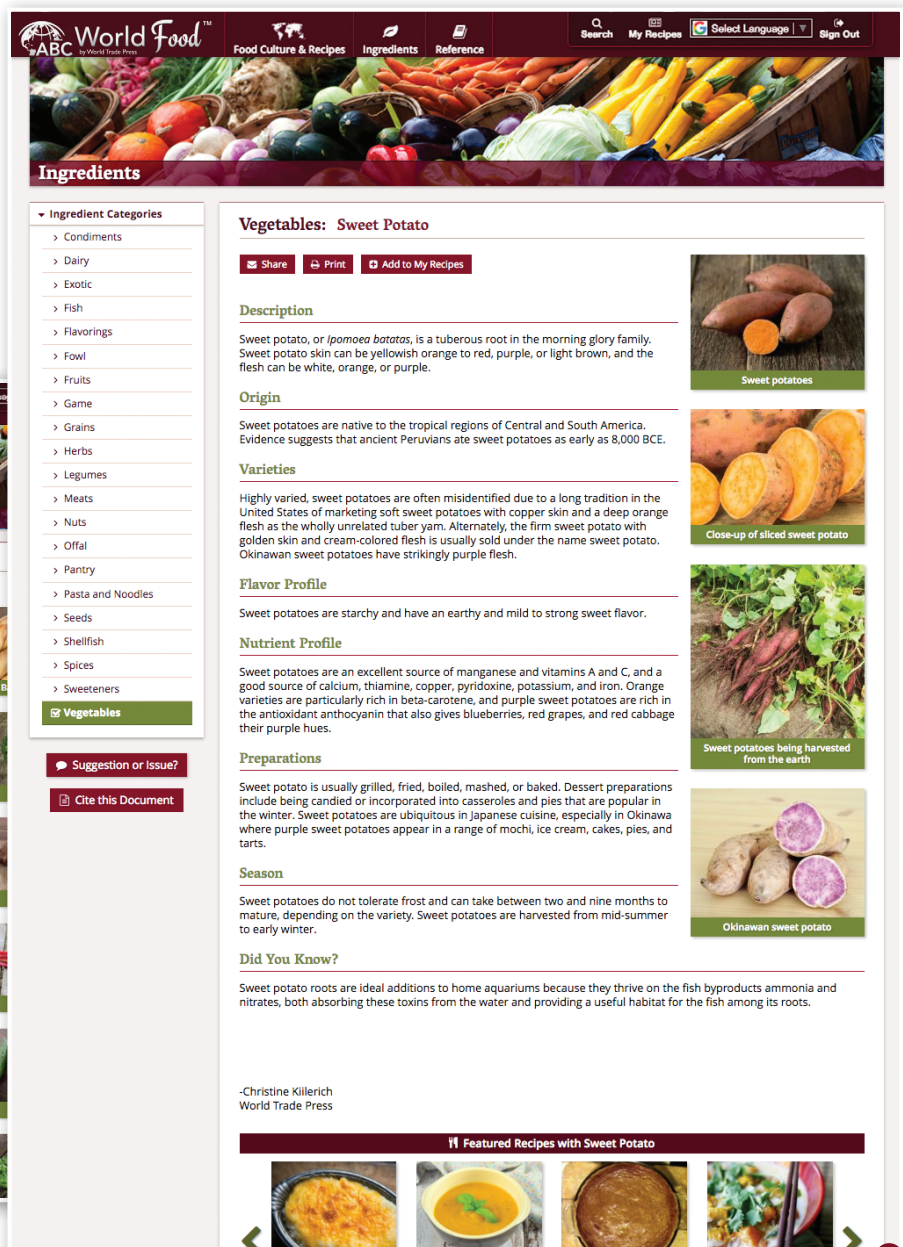 ABC World Food™
by World Trade Press
Food Culture & Recipes
Ingredients
Reference
Search
My Recipes
Select Language
Sign Out
Ingredients
Ingredient Categories
Condiments
Dairy
Exotic
Fish
Flavorings
Fowl
Fruits
Game
Grains
Herbs
Legumes
Meats
Nuts
Offal
Pantry
Pasta and Noodles
Seeds
Shellfish
Spices
Sweeteners
Vegetables
Suggestion or Issue?
Cite this Document
Vegetables: Sweet Potato
Share
Print
Add to My Recipes
Description
Sweet potato, or Ipomoea batatas, is a tuberous root in the morning glory family.
Sweet potato skin can be yellowish orange to red, purple, or light brown, and the
flesh can be white, orange, or purple.
Origin
Sweet potatoes are native to the tropical regions of Central and South America.
Evidence suggests that ancient Peruvians ate sweet potatoes as early as 8,000 BCE.
Varieties
Highly varied, sweet potatoes are often misidentified due to a long tradition in the
United States of marketing soft sweet potatoes with copper skin and a deep orange
flesh as the wholly unrelated tuber yam. Alternately, the firm sweet potato with
golden skin and cream-colored flesh is usually sold under the name sweet potato.
Okinawan sweet potatoes have strikingly purple flesh.
Flavor Profile
Sweet potatoes are starchy and have an earthy and mild to strong sweet flavor.
Nutrient Profile
Sweet potatoes are an excellent source of manganese and vitamins A and C, and a
good source of calcium, thiamine, copper, pyridoxine, potassium, and iron. Orange
varieties are particularly rich in beta-carotene, and purple sweet potatoes are rich in
the antioxidant anthocyanin that also gives blueberries, red grapes, and red cabbage
their purple hues.
Preparations
Sweet potato is usually grilled, fried, boiled, mashed, or baked. Dessert preparations
include being candied or incorporated into casseroles and pies that are popular in
the winter. Sweet potatoes are ubiquitous in Japanese cuisine, especially in Okinawa
where purple sweet potatoes appear in a range of mochi, ice cream, cakes, pies, and
tarts.
Season
Sweet potatoes do not tolerate frost and can take between two and nine months to
mature, depending on the variety. Sweet potatoes are harvested from mid-summer
to early winter.
Did You Know?
Sweet potato roots are ideal additions to home aquariums because they thrive on the fish byproducts ammonia and
nitrates, both absorbing these toxins from the water and providing a useful habitat for the fish among its roots.
-Christine Kiilerich
World Trade Press
Sweet potatoes
Close-up of sliced sweet potato
Sweet potatoes being harvested
from the earth
Okinawan sweet potato
Featured Recipes with Sweet Potato